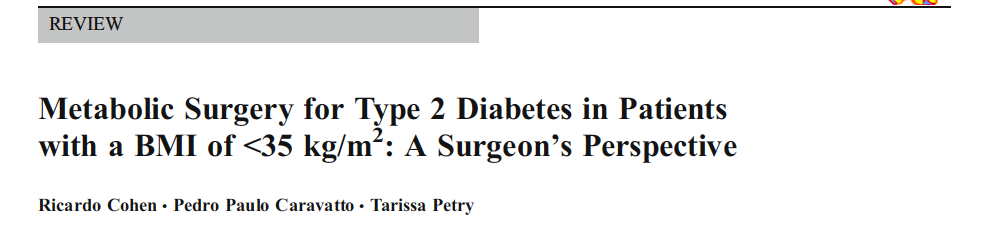 REVIEW
Metabolic Surgery for Type 2 Diabetes in Patients
with a BMI of <35 kg/m²: A Surgeon's Perspective
Ricardo Cohen • Pedro Paulo Caravatto • Tarissa Petry